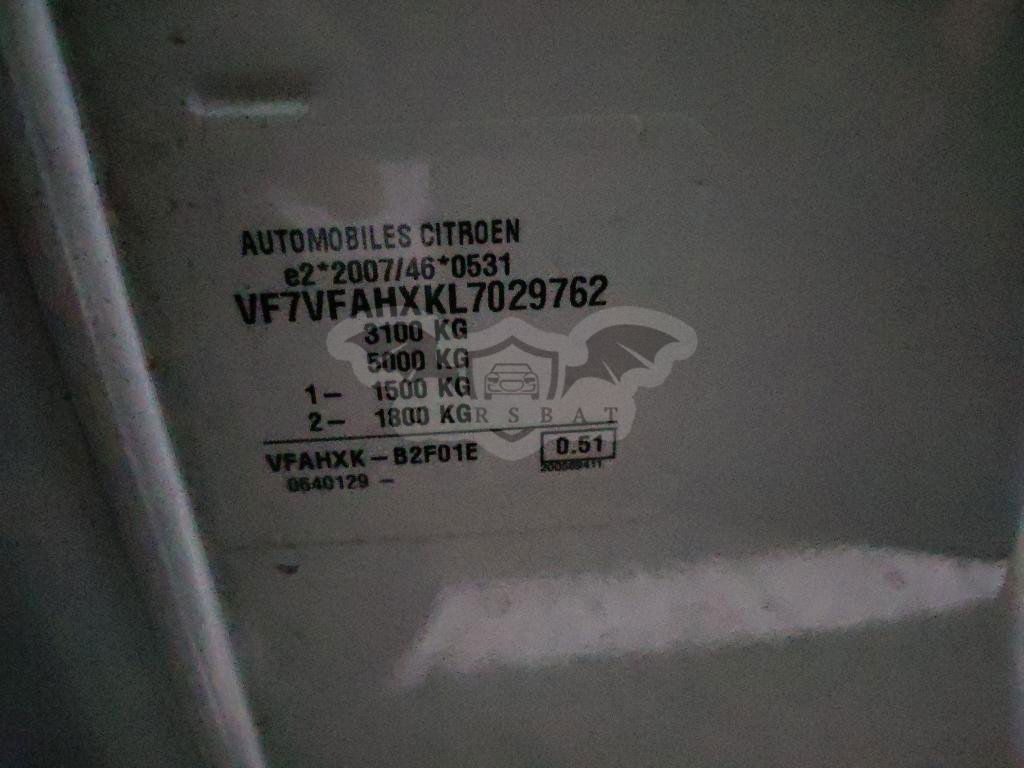 AUTOMOBILES CITROEN
e2*2007/46*0531
VF7VFAHXKL7029762
3100 KG
5000 KG
1- 1500 KG
2- 1800 KG
RSBAT
VFAHXK-B2F01E
0.51
0640129 -